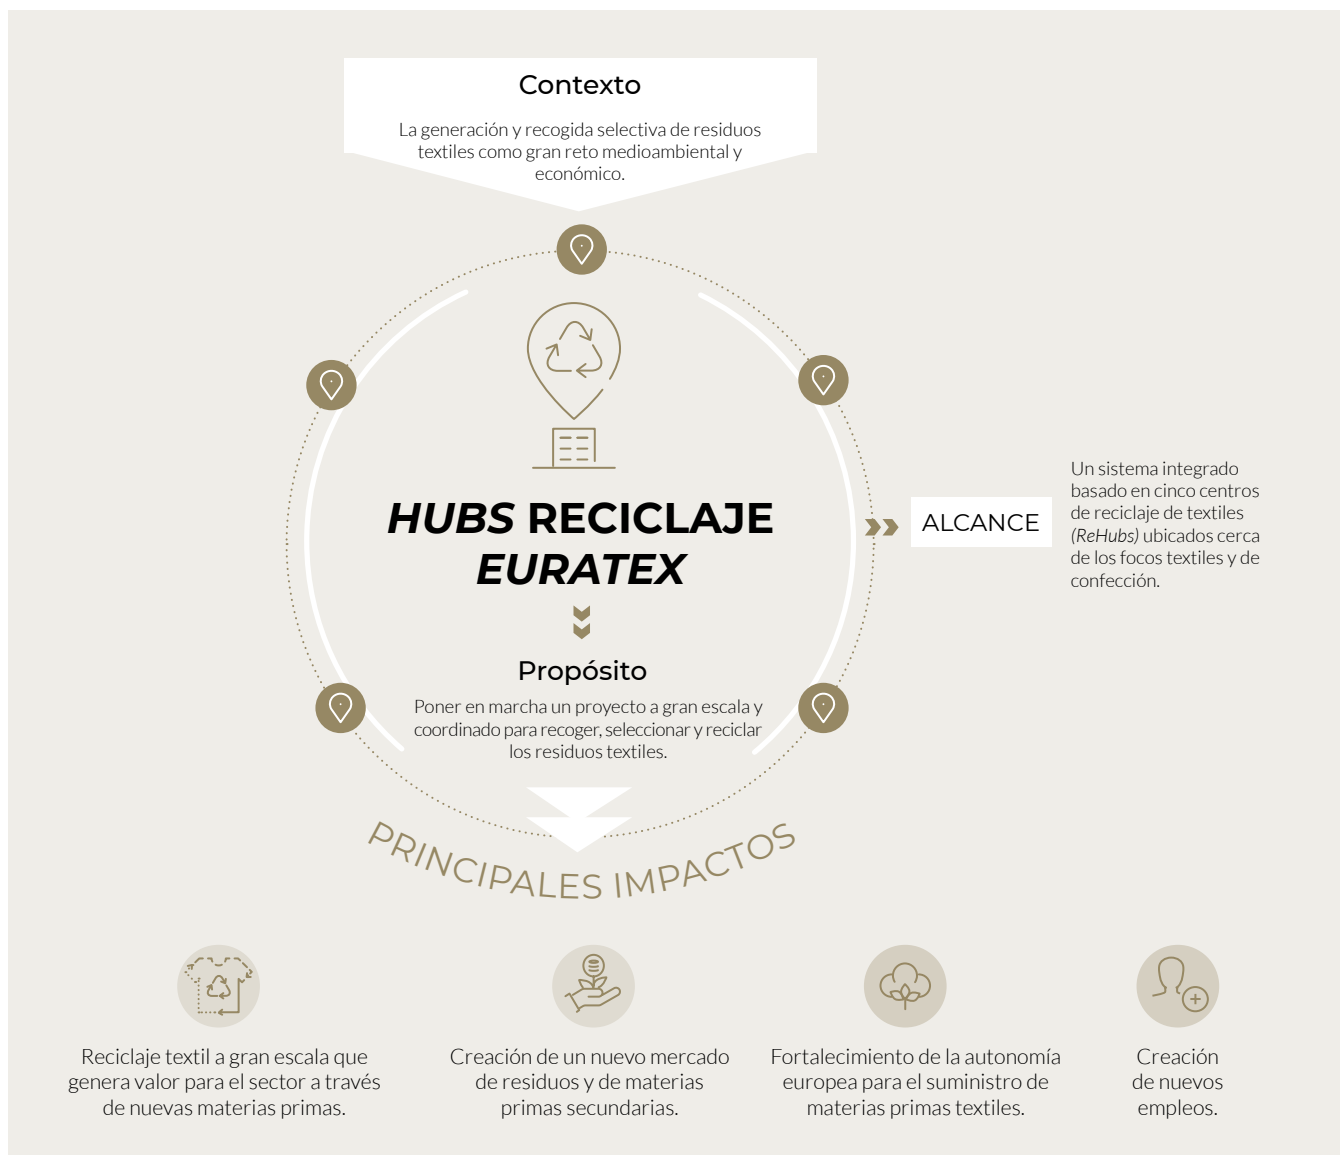 Contexto
La generación y recogida selectiva de residuos
textiles como gran reto medioambiental y
económico.
HUBS RECICLAJE
EURATEX
Propósito
Poner en marcha un proyecto a gran escala y
coordinado para recoger, seleccionar y reciclar
los residuos textiles.
ALCANCE
Un sistema integrado
basado en cinco centros
de reciclaje de textiles
(ReHubs) ubicados cerca
de los focos textiles y de
confección.
PRINCIPALES IMPACTOS
Reciclaje textil a gran escala que
genera valor para el sector a través
de nuevas materias primas.
Creación de un nuevo mercado
de residuos y de materias
primas secundarias.
Fortalecimiento de la autonomía
europea para el suministro de
materias primas textiles.
Creación
de nuevos
empleos.